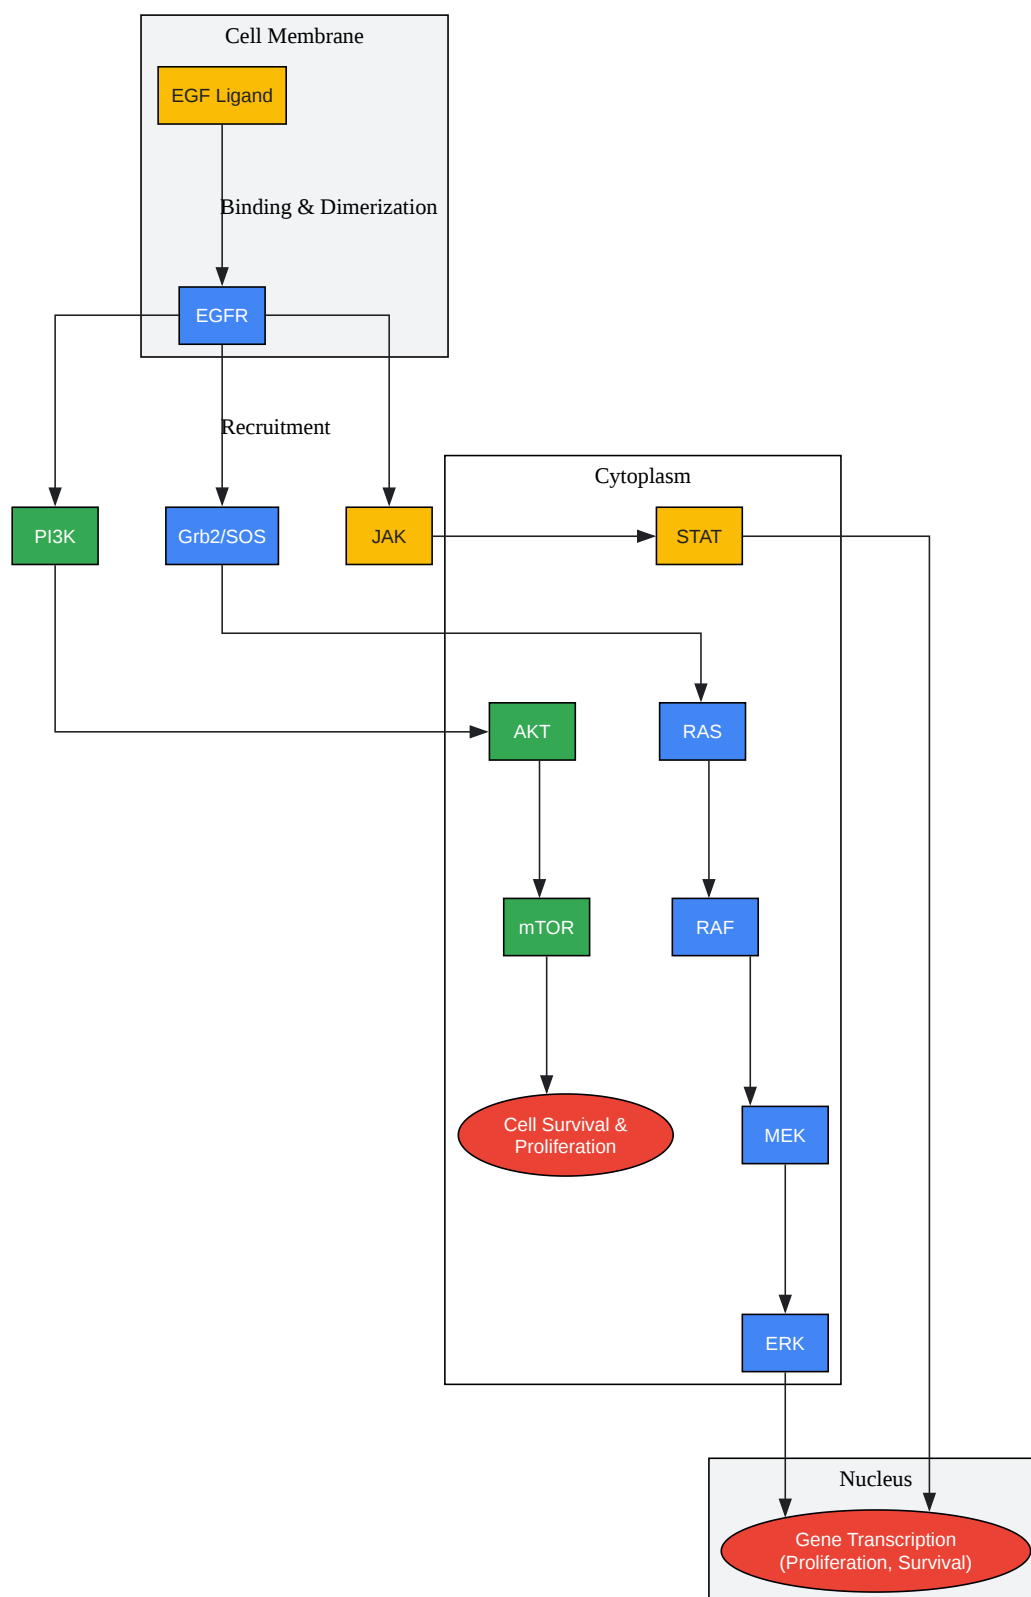 Cell Membrane
EGF Ligand
Binding & Dimerization
EGFR
Recruitment
Cytoplasm
PI3K
Grb2/SOS
JAK
STAT
AKT
RAS
mTOR
RAF
Cell Survival &
Proliferation
MEK
ERK
Nucleus
Gene Transcription
(Proliferation, Survival)